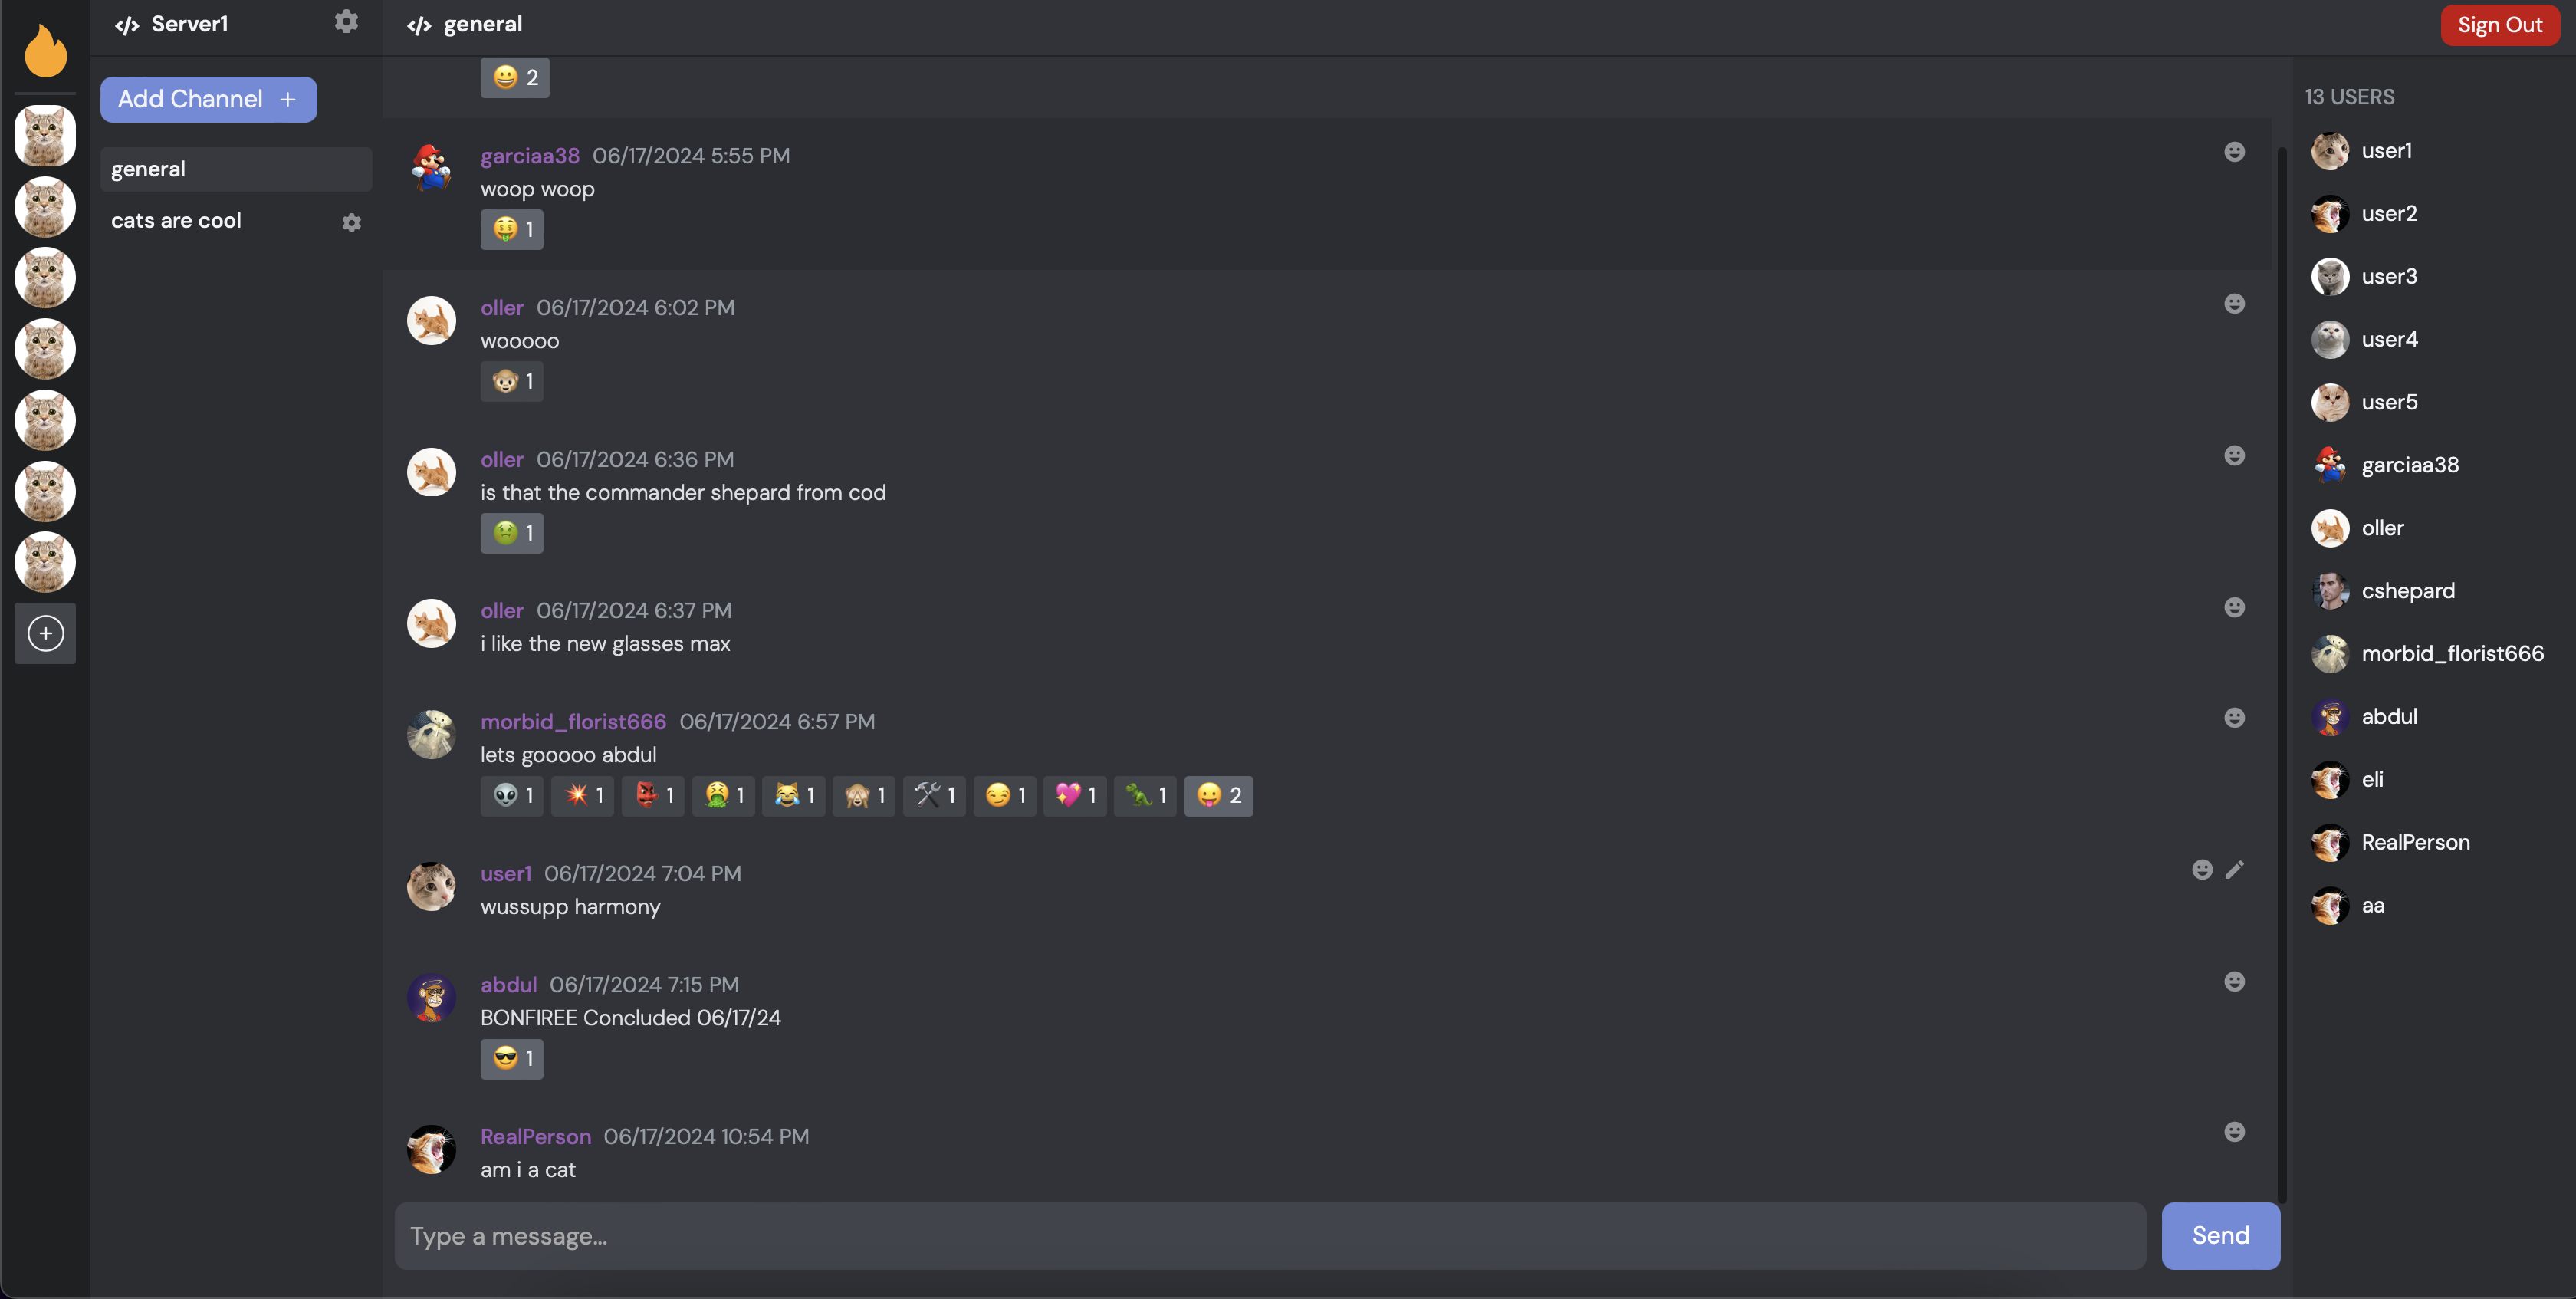 </> Server1
</> general
Sign Out
Add Channel +
general
cats are cool
2
garciaa38 06/17/2024 5:55 PM
woop woop
1
oller 06/17/2024 6:02 PM
wooooo
1
oller 06/17/2024 6:36 PM
is that the commander shepard from cod
1
oller 06/17/2024 6:37 PM
i like the new glasses max
morbid_florist666 06/17/2024 6:57 PM
lets gooooo abdul
1 1 1 1 1 1 1 1 1 1 2
user1 06/17/2024 7:04 PM
wussupp harmony
abdul 06/17/2024 7:15 PM
BONFIREE Concluded 06/17/24
1
RealPerson 06/17/2024 10:54 PM
am i a cat
Type a message...
Send
13 USERS
user1
user2
user3
user4
user5
garciaa38
oller
cshepard
morbid_florist666
abdul
eli
RealPerson
aa